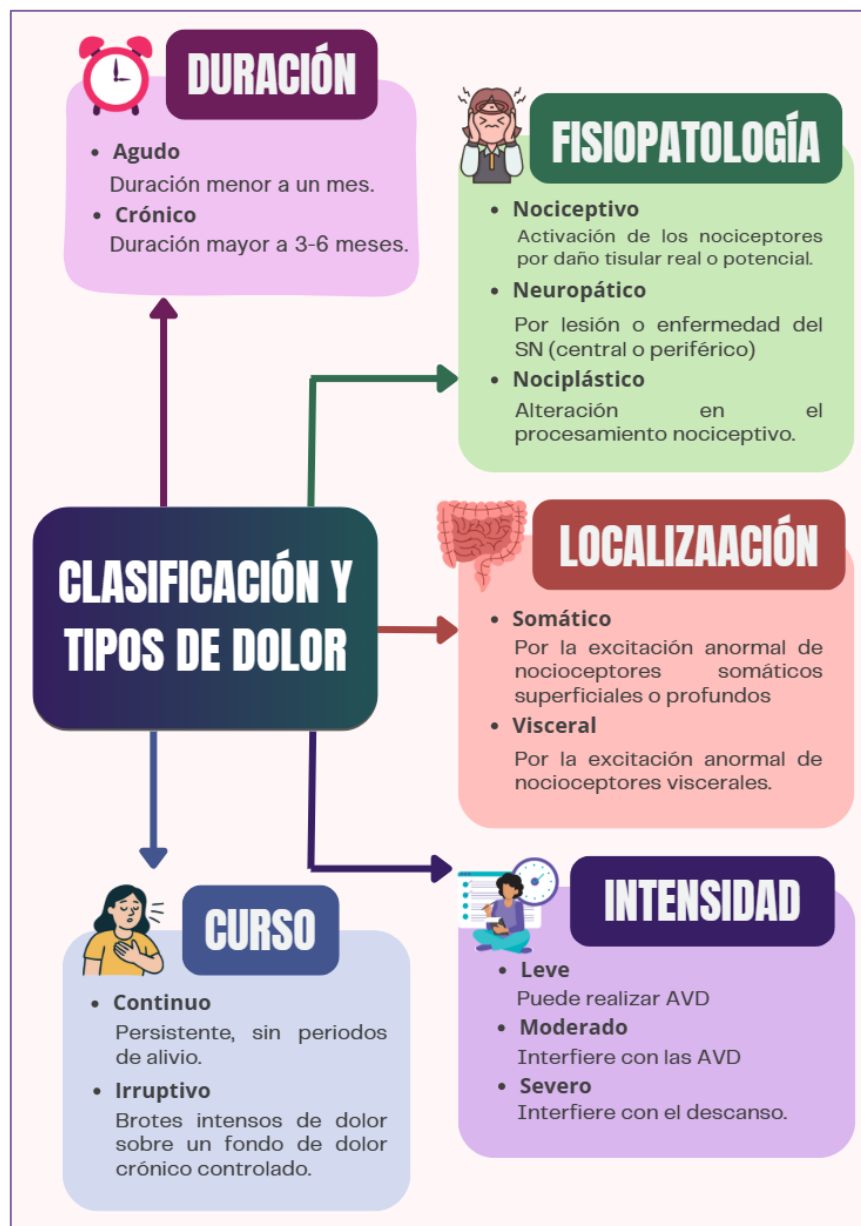 DURACIÓN
• Agudo
Duración menor a un mes.
• Crónico
Duración mayor a 3-6 meses.
FISIOPATOLOGÍA
• Nociceptivo
Activación de los nociceptores
por daño tisular real o potencial.
• Neuropático
Por lesión o enfermedad del
SN (central o periférico)
• Nociplástico
Alteración en el
procesamiento nociceptivo.
CLASIFICACIÓN Y
TIPOS DE DOLOR
LOCALIZAACIÓN
• Somático
Por la excitación anormal de
nocioceptores somáticos
superficiales o profundos
• Visceral
Por la excitación anormal de
nocioceptores viscerales.
CURSO
• Continuo
Persistente, sin periodos
de alivio.
• Irruptivo
Brotes intensos de dolor
sobre un fondo de dolor
crónico controlado.
INTENSIDAD
• Leve
Puede realizar AVD
• Moderado
Interfiere con las AVD
• Severo
Interfiere con el descanso.